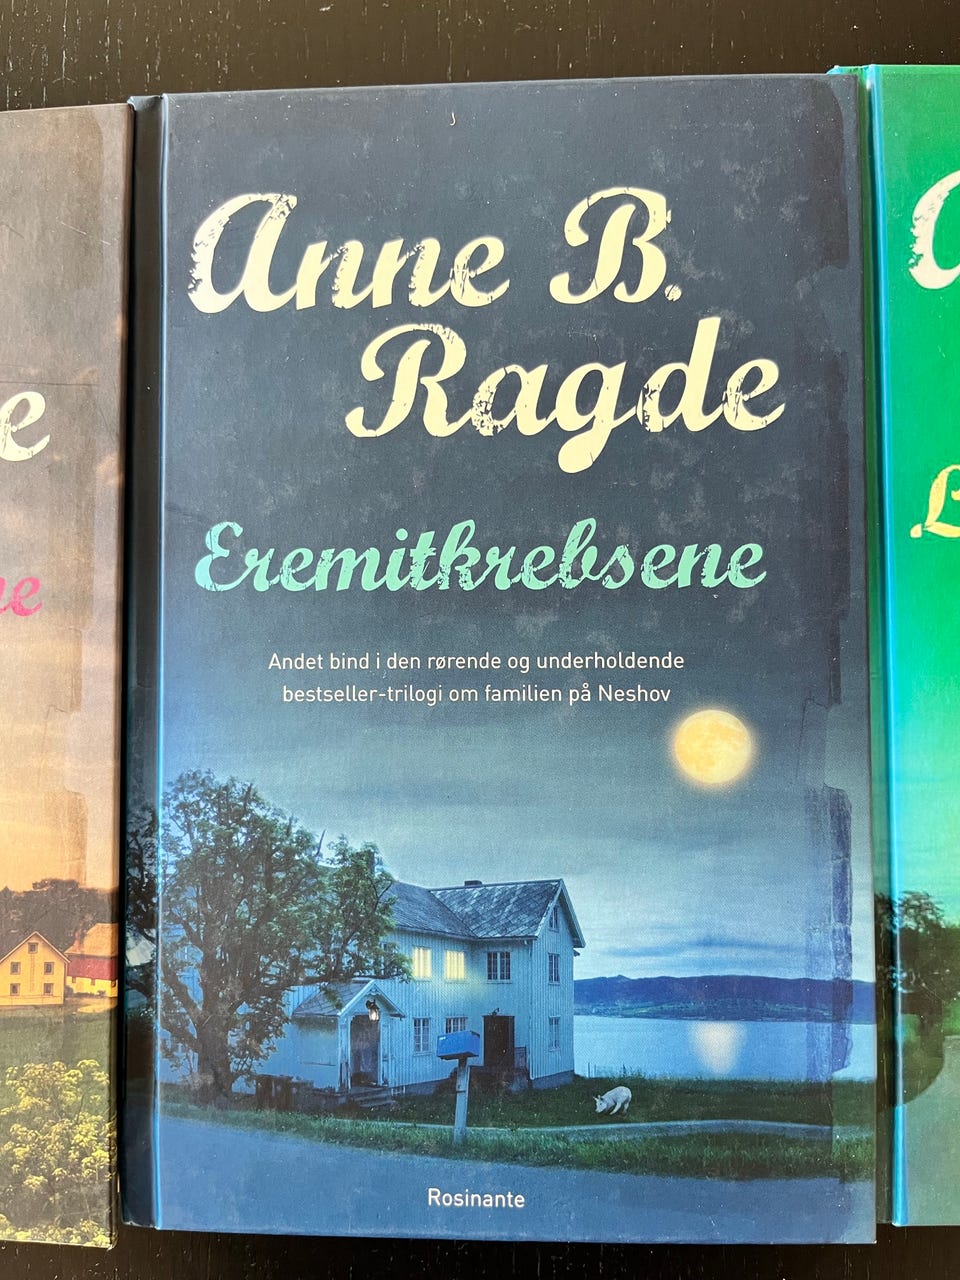 Anne B.
Ragde
Eremitkrebsene
Andet bind i den rørende og underholdende
bestseller-trilogi om familien på Neshov
Rosinante